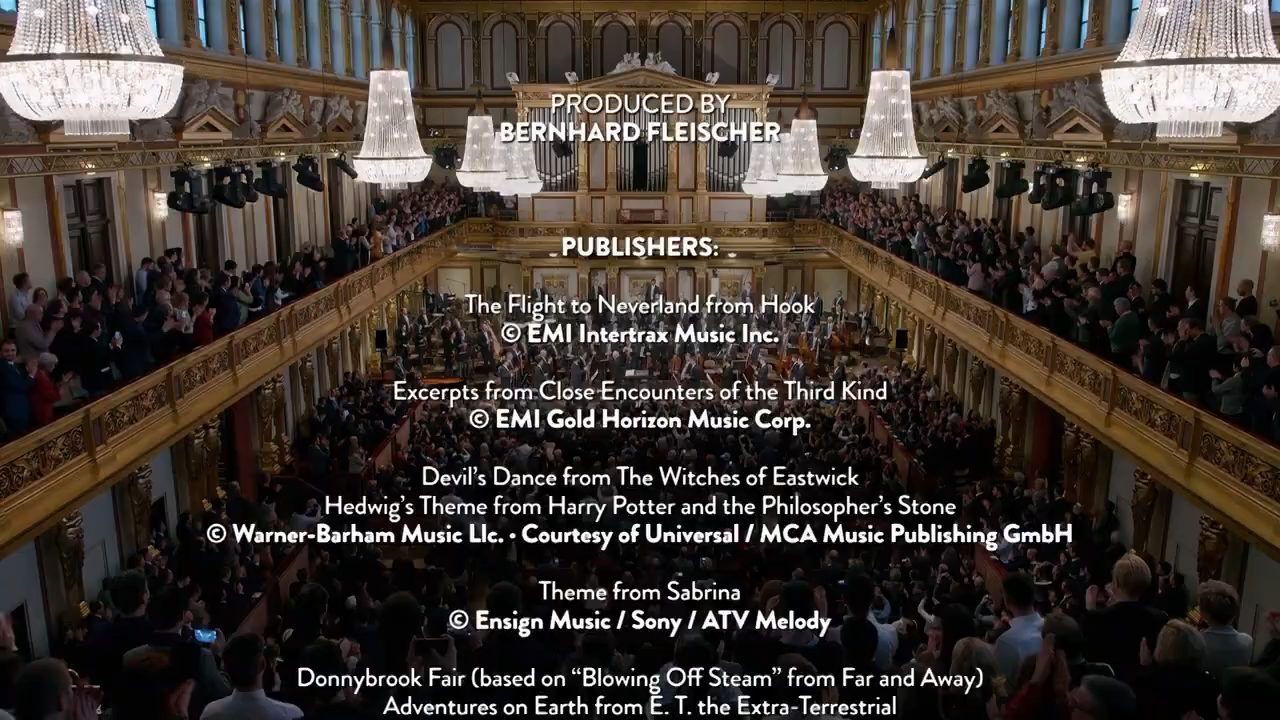 PRODUCED BY
BERNHARD FLEISCHER
PUBLISHERS:
The Flight to Neverland from Hook
© EMI Intertrax Music Inc.
Excerpts from Close Encounters of the Third Kind
© EMI Gold Horizon Music Corp.
Devil's Dance from The Witches of Eastwick
Hedwig's Theme from Harry Potter and the Philosopher's Stone
© Warner-Barham Music Llc. • Courtesy of Universal / MCA Music Publishing GmbH
Theme from Sabrina
© Ensign Music / Sony / ATV Melody
Donnybrook Fair (based on “Blowing Off Steam” from Far and Away)
Adventures on Earth from E. T. the Extra-Terrestrial